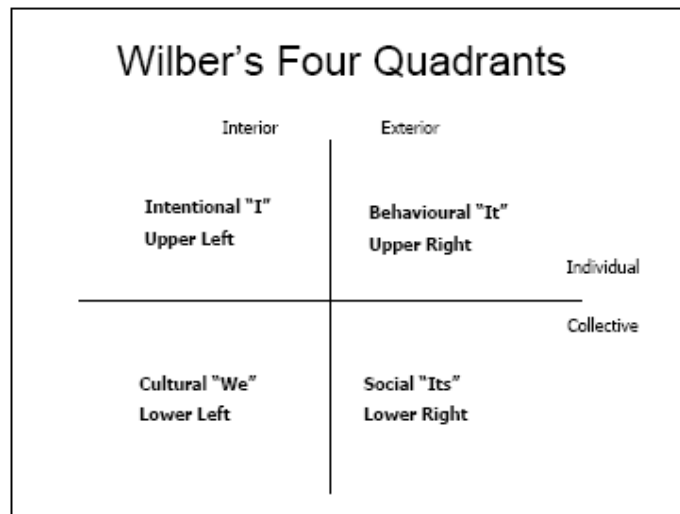 Wilber's Four Quadrants
Interior Exterior
Intentional "I" Behavioural "It"
Upper Left Upper Right
Individual
Collective
Cultural "We" Social "Its"
Lower Left Lower Right